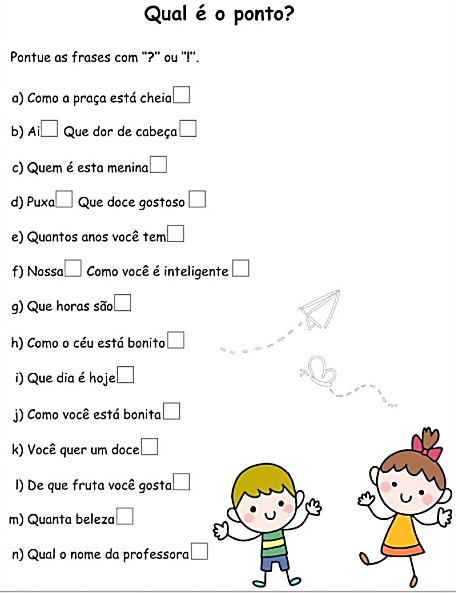 Qual é o ponto?
Pontue as frases com "?" ou "!".
a) Como a praça está cheia
b) Ai Que dor de cabeça
c) Quem é esta menina
d) Puxa Que doce gostoso
e) Quantos anos você tem
f) Nossa Como você é inteligente
g) Que horas são
h) Como o céu está bonito
i) Que dia é hoje
j) Como você está bonita
k) Você quer um doce
l) De que fruta você gosta
m) Quanta beleza
n) Qual o nome da professora